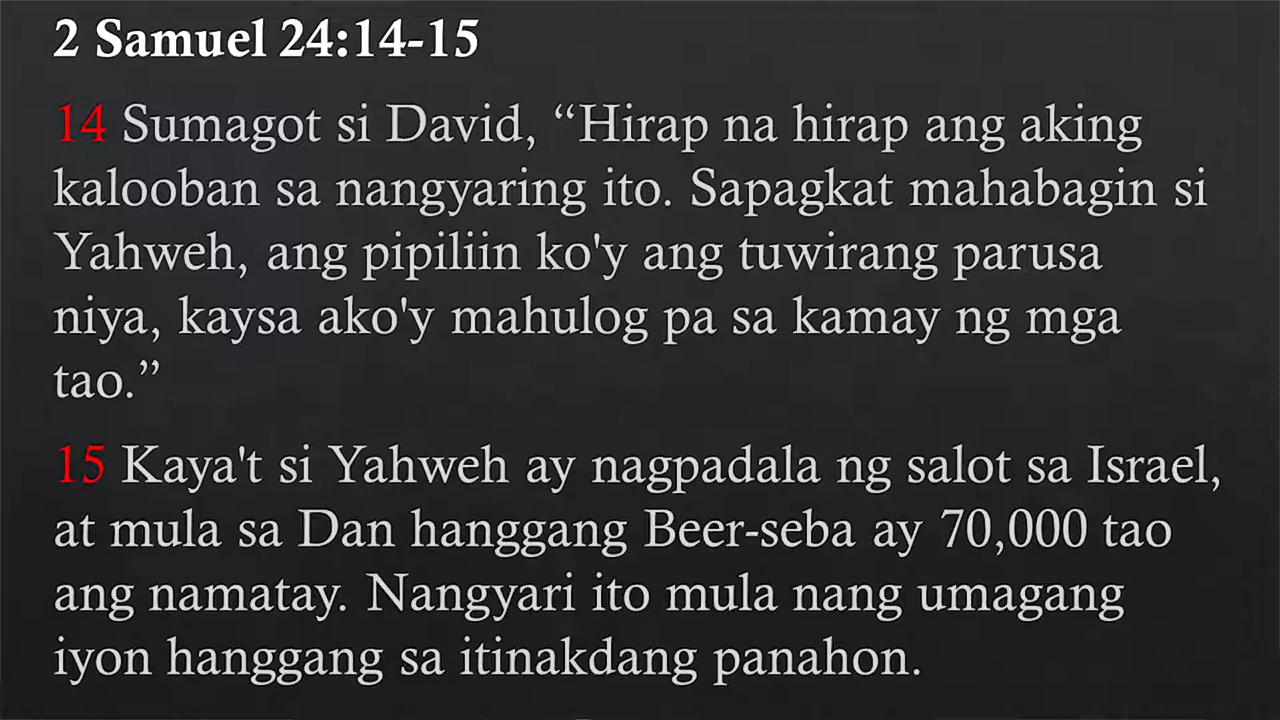 2 Samuel 24:14-15
14 Sumagot si David, “Hirap na hirap ang aking
kalooban sa nangyaring ito. Sapagkat mahabagin si
Yahweh, ang pipiliin ko'y ang tuwirang parusa
niya, kaysa ako'y mahulog pa sa kamay ng mga
tao.”
15 Kaya't si Yahweh ay nagpadala ng salot sa Israel,
at mula sa Dan hanggang Beer-seba ay 70,000 tao
ang namatay. Nangyari ito mula nang umagang
iyon hanggang sa itinakdang panahon.